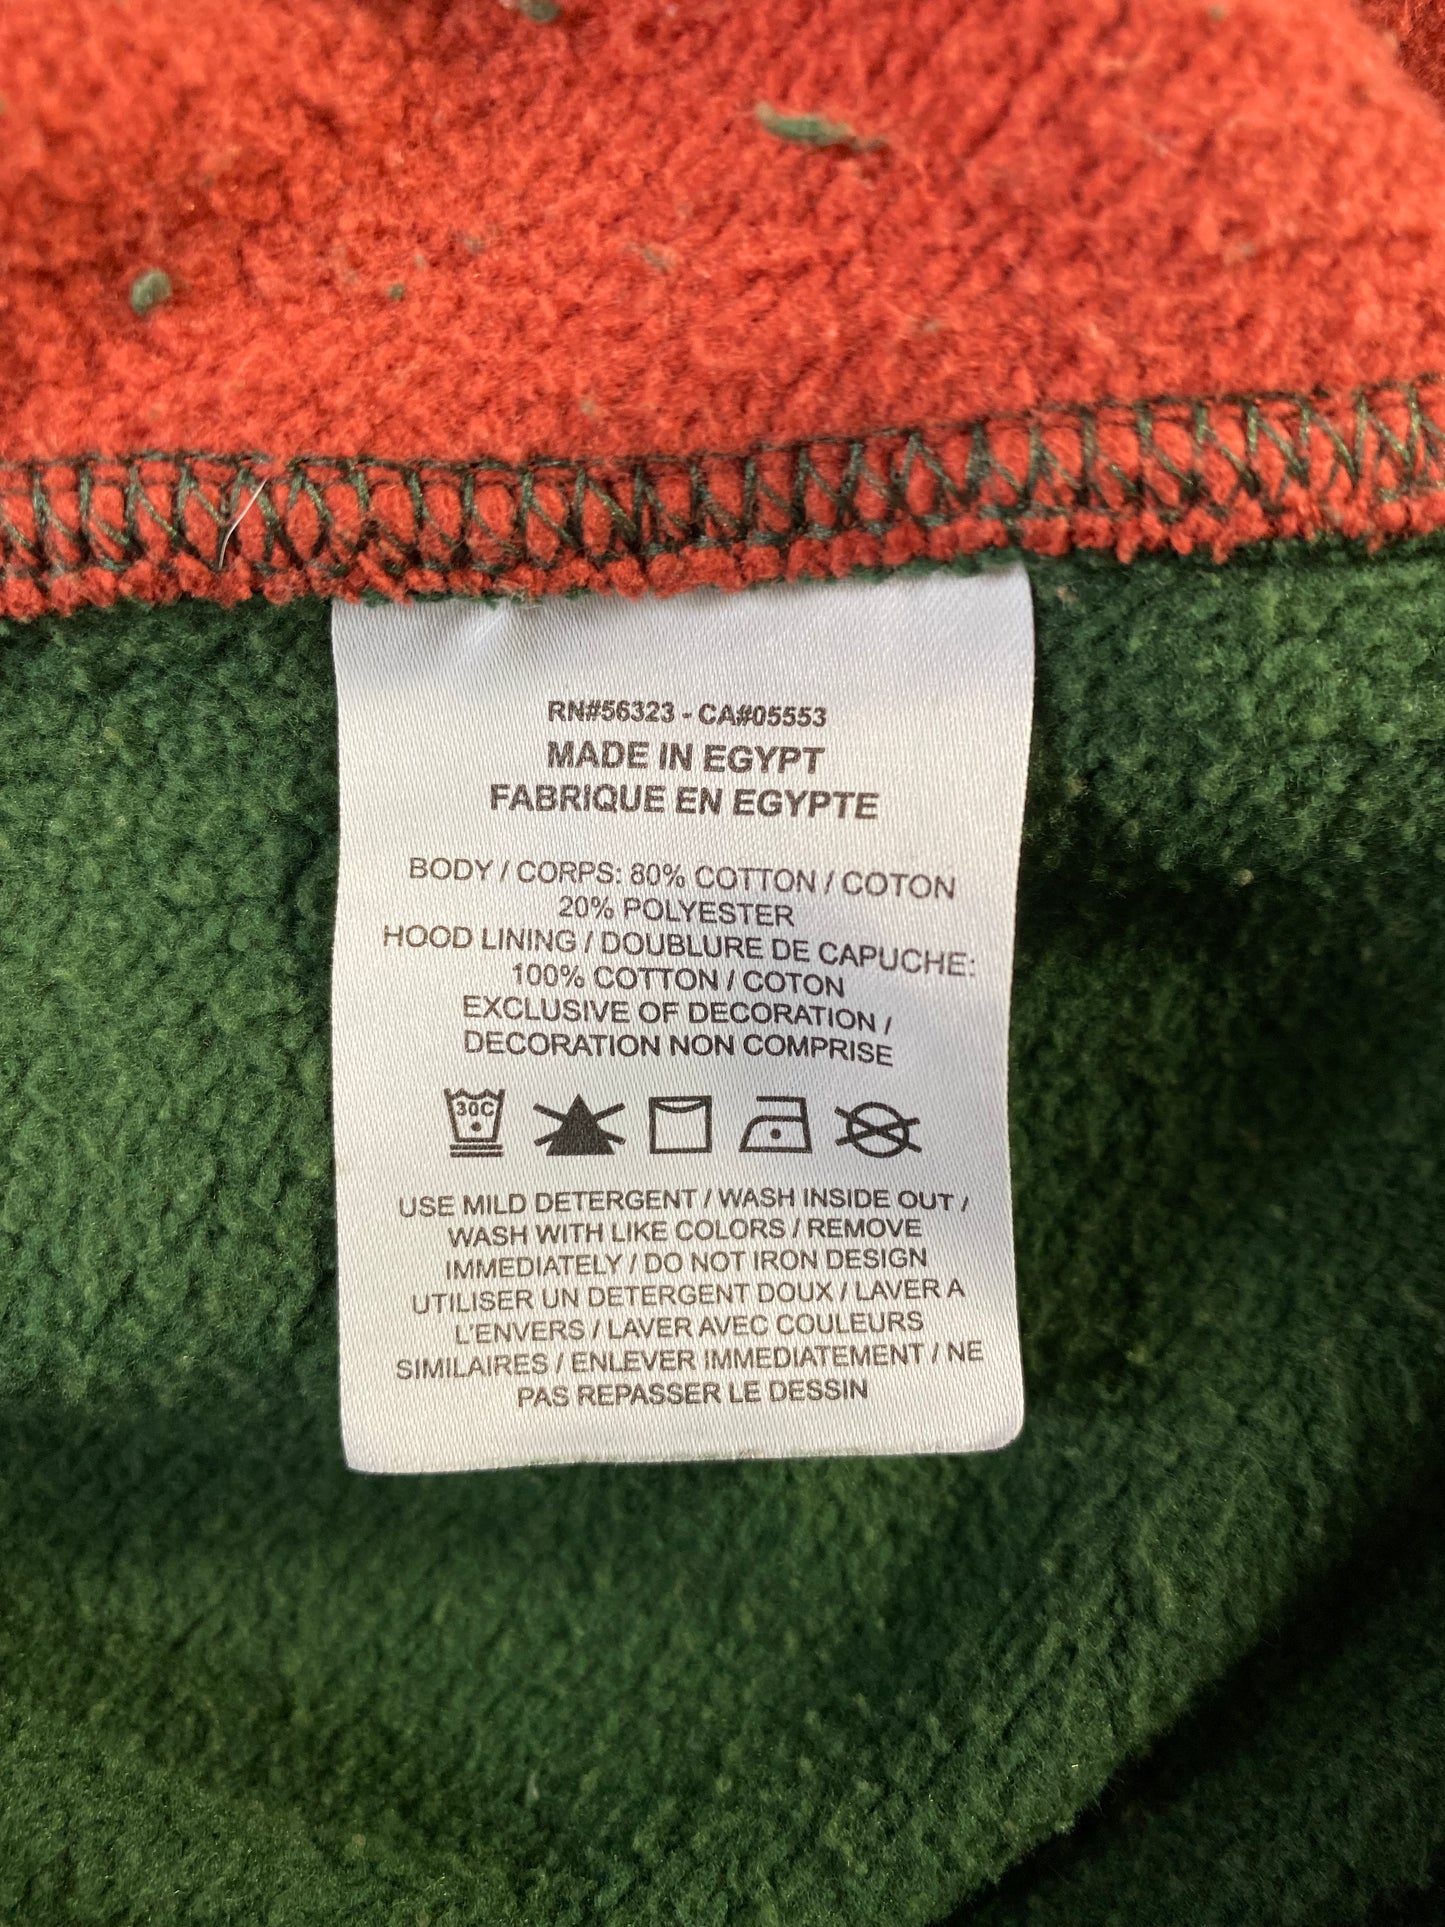 RN#56323 - CA#05553
MADE IN EGYPT
FABRIQUE EN EGYPTE
BODY / CORPS: 80% COTTON / COTON
20% POLYESTER
HOOD LINING / DOUBLURE DE CAPUCHE:
100% COTTON / COTON
EXCLUSIVE OF DECORATION /
DECORATION NON COMPRISE
30C
USE MILD DETERGENT / WASH INSIDE OUT /
WASH WITH LIKE COLORS / REMOVE
IMMEDIATELY / DO NOT IRON DESIGN
UTILISER UN DETERGENT DOUX / LAVER A
L'ENVERS / LAVER AVEC COULEURS
SIMILAIRES / ENLEVER IMMEDIATEMENT / NE
PAS REPASSER LE DESSIN